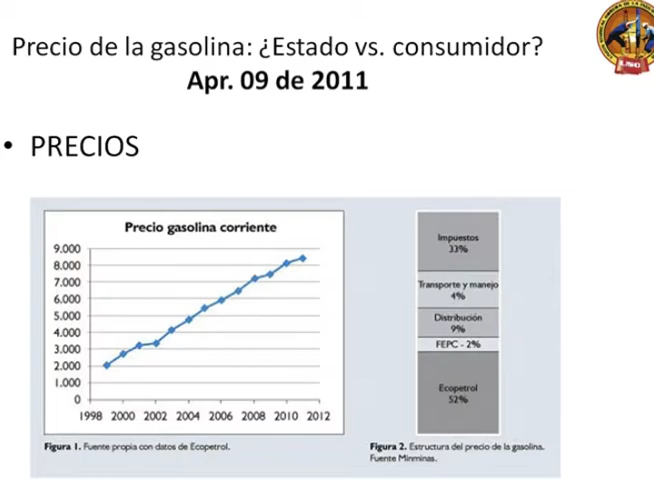 Precio de la gasolina: ¿Estado vs. consumidor?
Apr. 09 de 2011
• PRECIOS
Precio gasolina corriente
9.000
8.000
7.000
6.000
5.000
4.000
3.000
2.000
1.000
0
1998 2000 2002 2004 2006 2008 2010 2012
Figura 1. Fuente propia con datos de Ecopetrol.
Impuestos
33%
Transporte y manejo
4%
Distribución
9%
FEPC - 2%
Ecopetrol
52%
Figura 2. Estructura del precio de la gasolina.
Fuente Minminas.